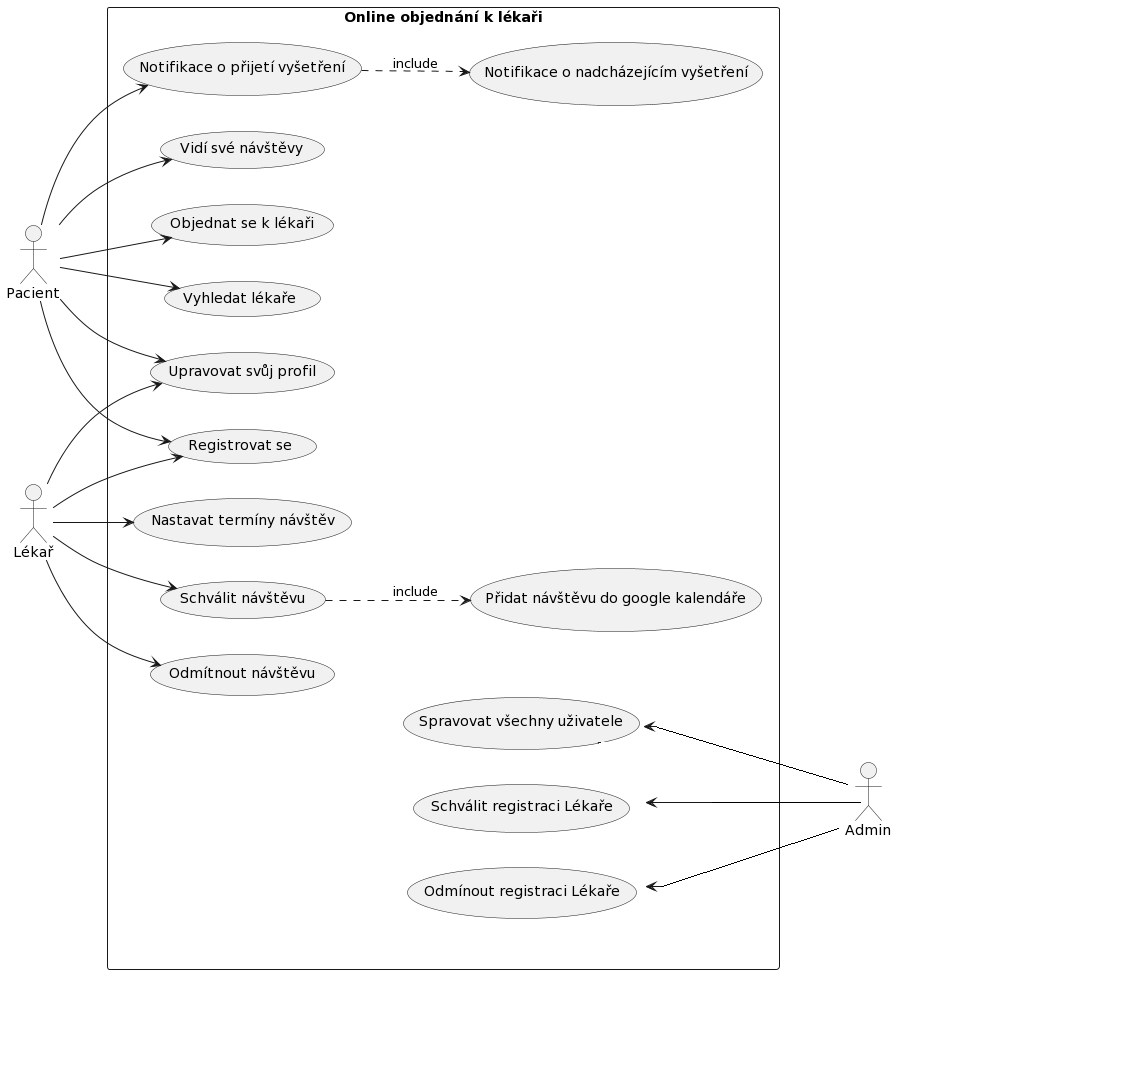 Online objednání k lékaři
Notifikace o přijetí vyšetření
include
Notifikace o nadcházejícím vyšetření
Vidí své návštěvy
Objednat se k lékaři
Pacient
Vyhledat lékaře
Upravovat svůj profil
Registrovat se
Nastavat termíny návštěv
Lékař
Schválit návštěvu
include
Přidat návštěvu do google kalendáře
Odmítnout návštěvu
Spravovat všechny uživatele
Schválit registraci Lékaře
Admin
Odmínout registraci Lékaře